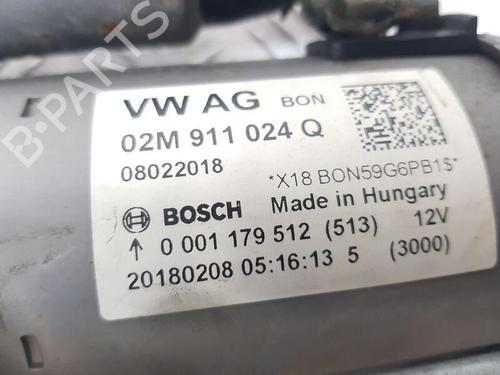 B-PARTS
VW AG BON
02M 911 024 Q
08022018
*X18 BON59G6PB1$*
BOSCH Made in Hungary
0 001 179 512 (513) 12V
20180208 05:16:13 5 (3000)